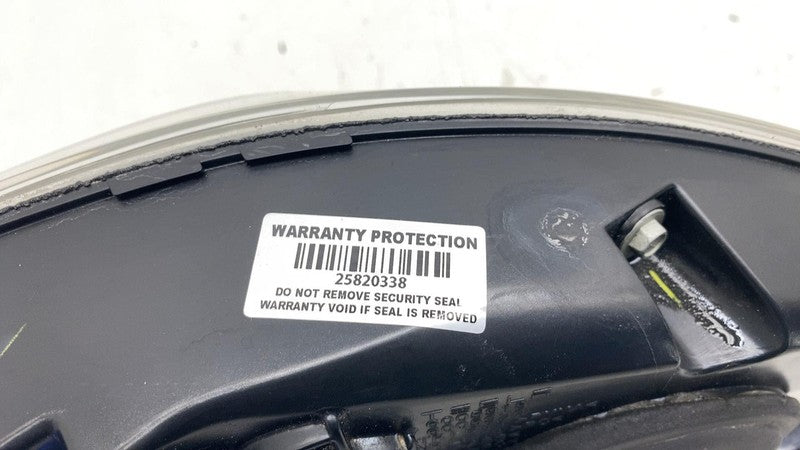 WARRANTY PROTECTION
25820338
DO NOT REMOVE SECURITY SEAL
WARRANTY VOID IF SEAL IS REMOVED